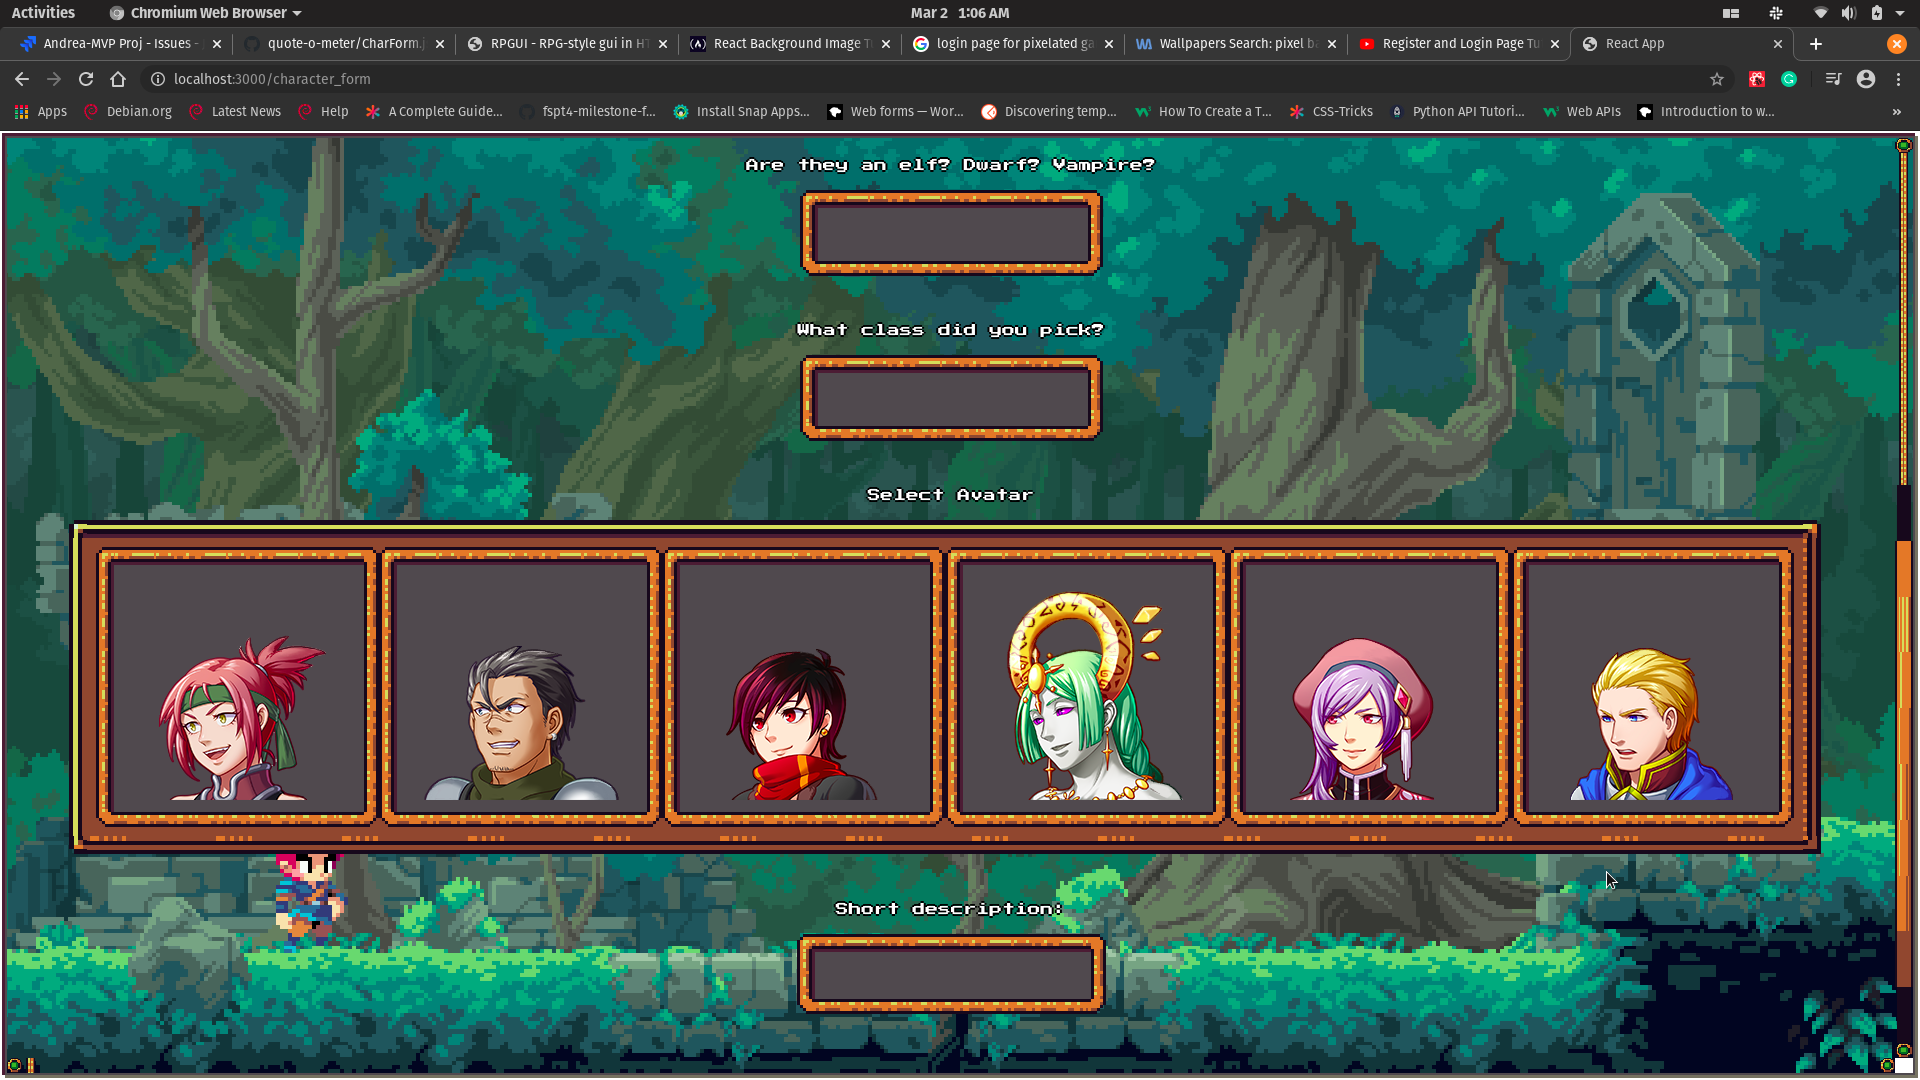 Activities
Chromium Web Browser
Mar 2 1:06 AM
Andrea-MVP Proj - Issues -
quote-o-meter/CharForm.j
RPGUI - RPG-style gui in HT
React Background Image T
login page for pixelated ga
Wallpapers Search: pixel ba
Register and Login Page Tu
React App
localhost:3000/character_form
Apps
Debian.org
Latest News
Help
A Complete Guide...
fspt4-milestone-f...
Install Snap Apps...
Web forms — Wor...
Discovering temp...
How To Create a T...
CSS-Tricks
Python API Tutori...
Web APIs
Introduction to w...
Are they an elf? Dwarf? Vampire?
What class did you pick?
Select Avatar
Short description: